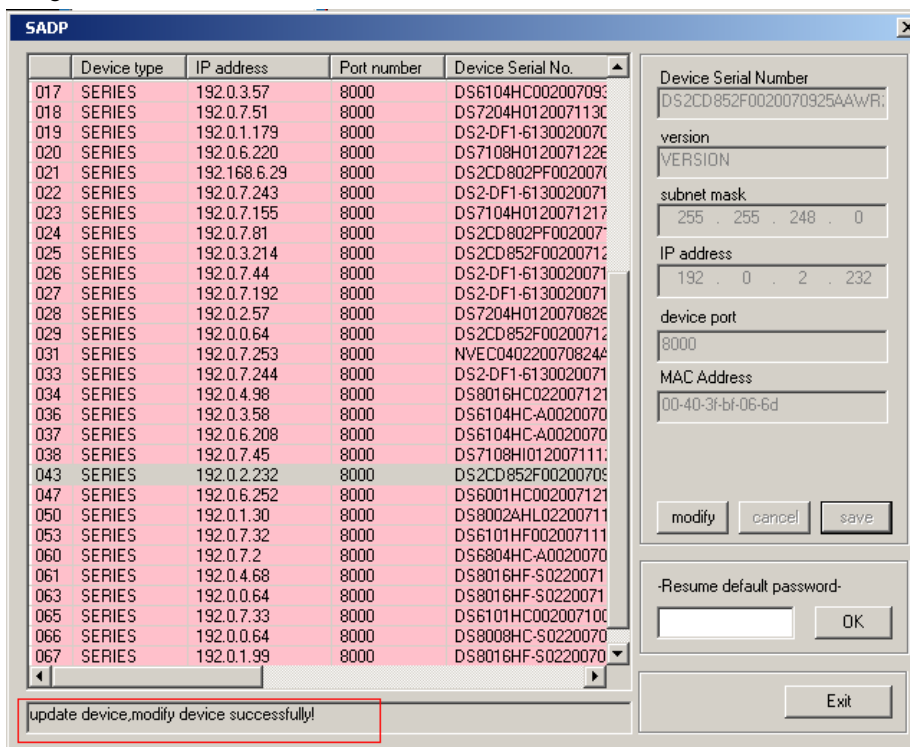 SADP
Device type IP address Port number Device Serial No.
017 SERIES 192.0.3.57 8000 DS6104HC002007093
018 SERIES 192.0.7.51 8000 DS7204H0120071130
019 SERIES 192.0.1.179 8000 DS2-DF1-613002007
020 SERIES 192.0.6.220 8000 DS7108H012007122
021 SERIES 192.168.6.29 8000 DS2CD802PF002007
022 SERIES 192.0.7.243 8000 DS2-DF1-6130020071
023 SERIES 192.0.7.155 8000 DS7104H0120071217
024 SERIES 192.0.7.81 8000 DS2CD802PF002007
025 SERIES 192.0.3.214 8000 DS2CD852F00200712
026 SERIES 192.0.7.44 8000 DS2-DF1-6130020071
027 SERIES 192.0.7.192 8000 DS2-DF1-6130020071
028 SERIES 192.0.2.57 8000 DS7204H0120070828
029 SERIES 192.0.0.64 8000 DS2CD852F00200712
031 SERIES 192.0.7.253 8000 NVEC040220070824A
033 SERIES 192.0.7.244 8000 DS2-DF1-6130020071
034 SERIES 192.0.4.98 8000 DS8016HC022007121
036 SERIES 192.0.3.58 8000 DS6104HC-A0020070
037 SERIES 192.0.6.208 8000 DS6104HC-A0020070
038 SERIES 192.0.7.45 8000 DS7108HI012007111
043 SERIES 192.0.2.232 8000 DS2CD852F00200709
047 SERIES 192.0.6.252 8000 DS6001HC002007121
050 SERIES 192.0.1.30 8000 DS8002AHL02200711
053 SERIES 192.0.7.32 8000 DS6101HF002007111
060 SERIES 192.0.7.2 8000 DS6804HC-A0020070
061 SERIES 192.0.4.68 8000 DS8016HF-S0220071
063 SERIES 192.0.0.64 8000 DS8016HF-S0220071
065 SERIES 192.0.7.33 8000 DS6101HC002007100
066 SERIES 192.0.0.64 8000 DS8008HC-S0220070
067 SERIES 192.0.1.99 8000 DS8016HF-S0220070
update device,modify device successfully!
Device Serial Number
DS2CD852F0020070925AAWR
version
VERSION
subnet mask
255 . 255 . 248 . 0
IP address
192 . 0 . 2 . 232
device port
8000
MAC Address
00-40-3f-bf-06-6d
modify cancel save
-Resume default password-
OK
Exit